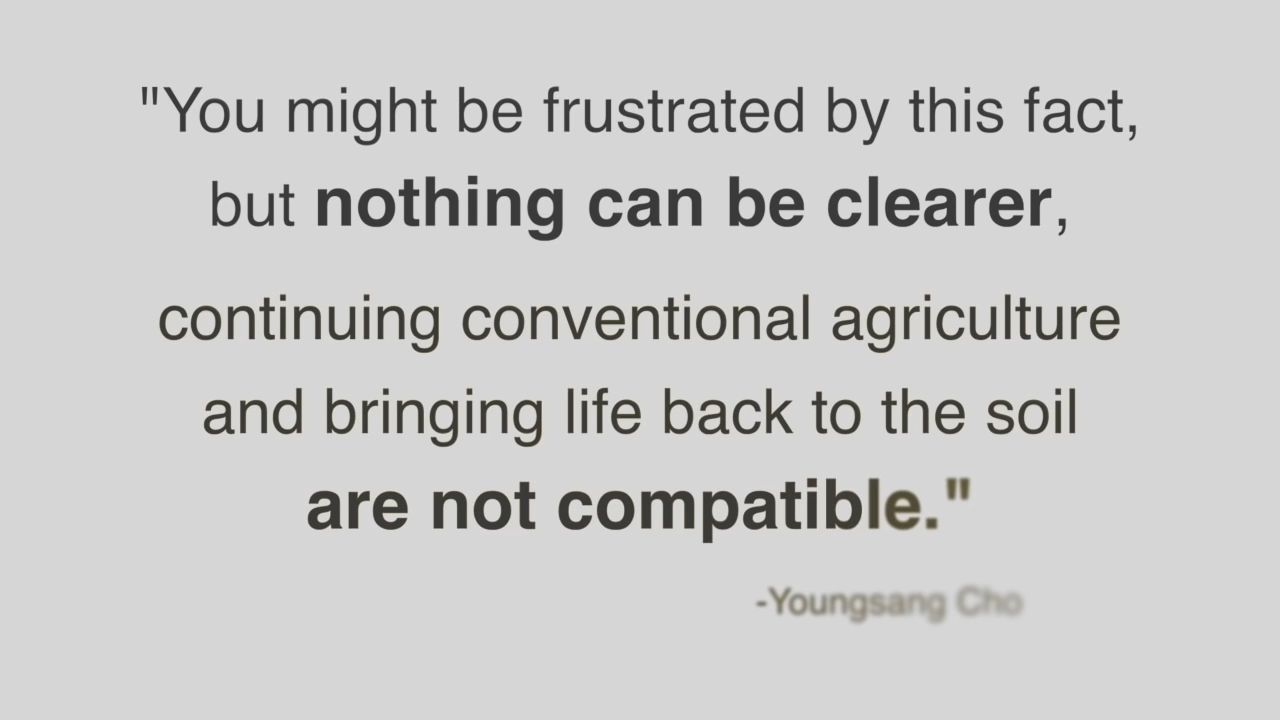 "You might be frustrated by this fact,
but nothing can be clearer,
continuing conventional agriculture
and bringing life back to the soil
are not compatible."
-Youngsang Cho